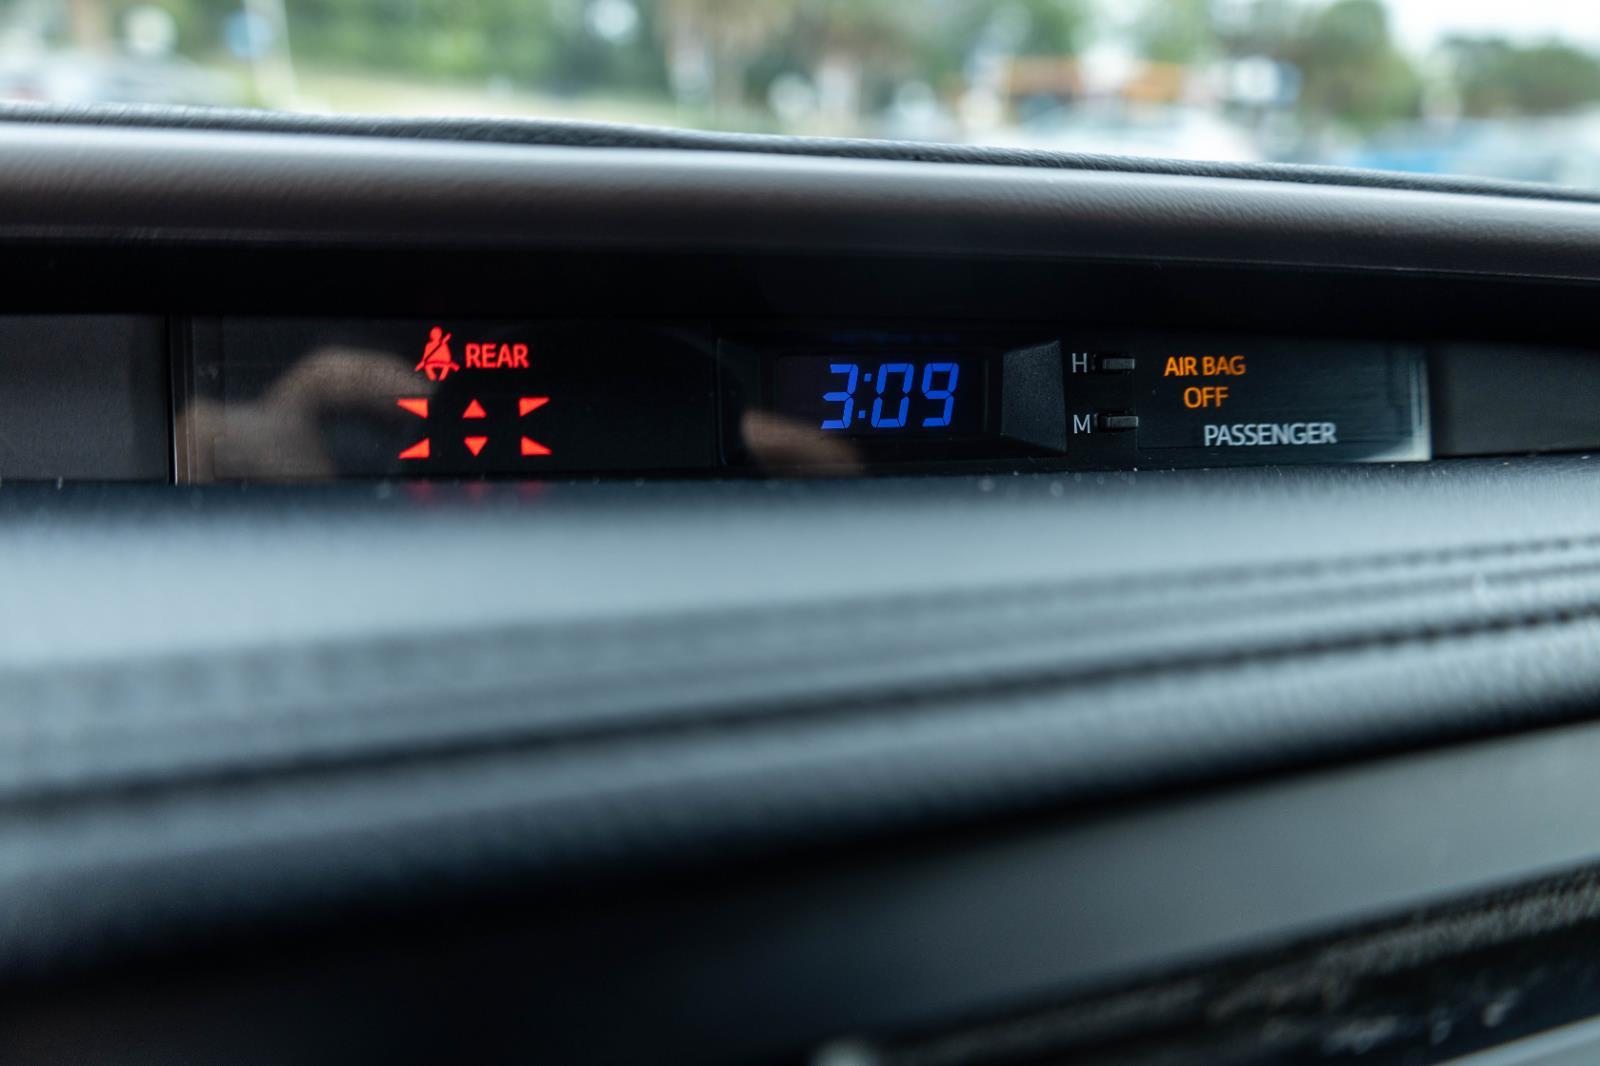 REAR
3:09
H
M
AIR BAG
OFF
PASSENGER